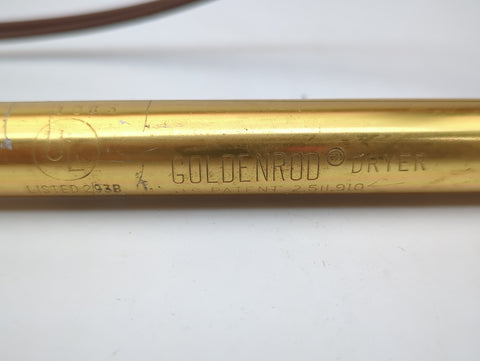 UL
GOLDENROD ® DRYER
LISTED 293B
PATENT 2,511,910